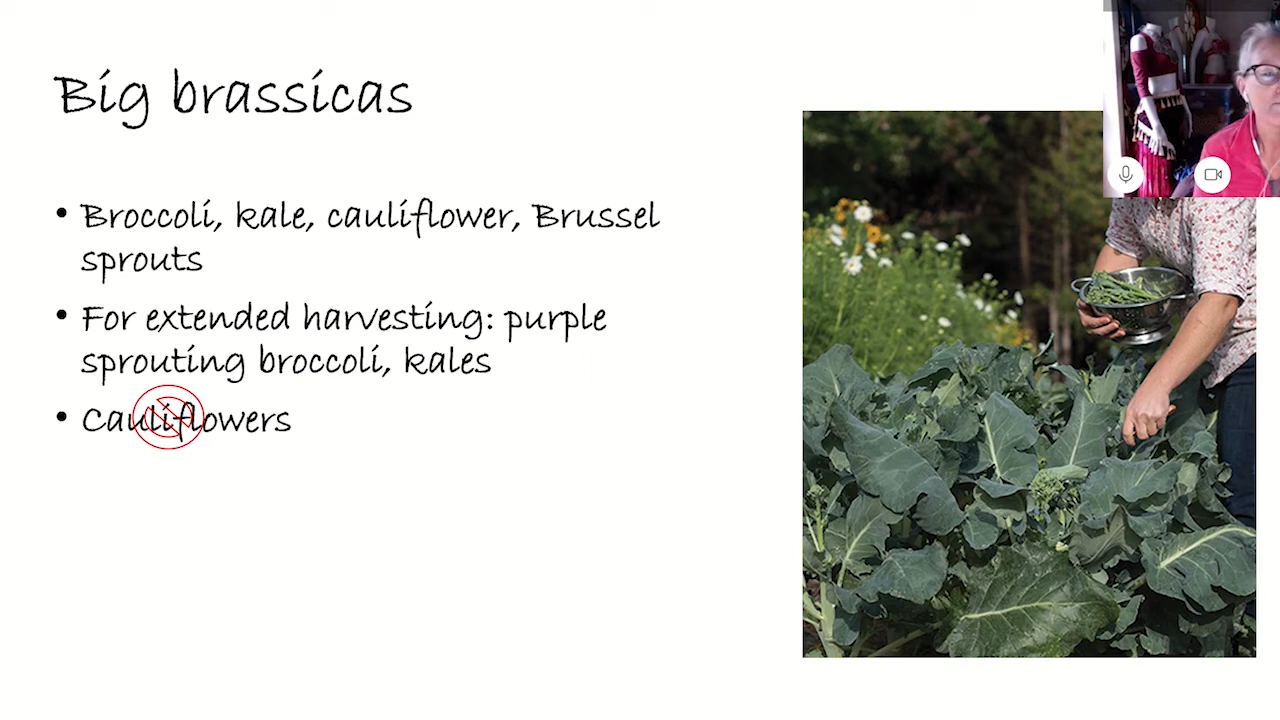 Big brassicas
• Broccoli, kale, cauliflower, Brussel
sprouts
• For extended harvesting: purple
sprouting broccoli, kales
• Cauliflowers